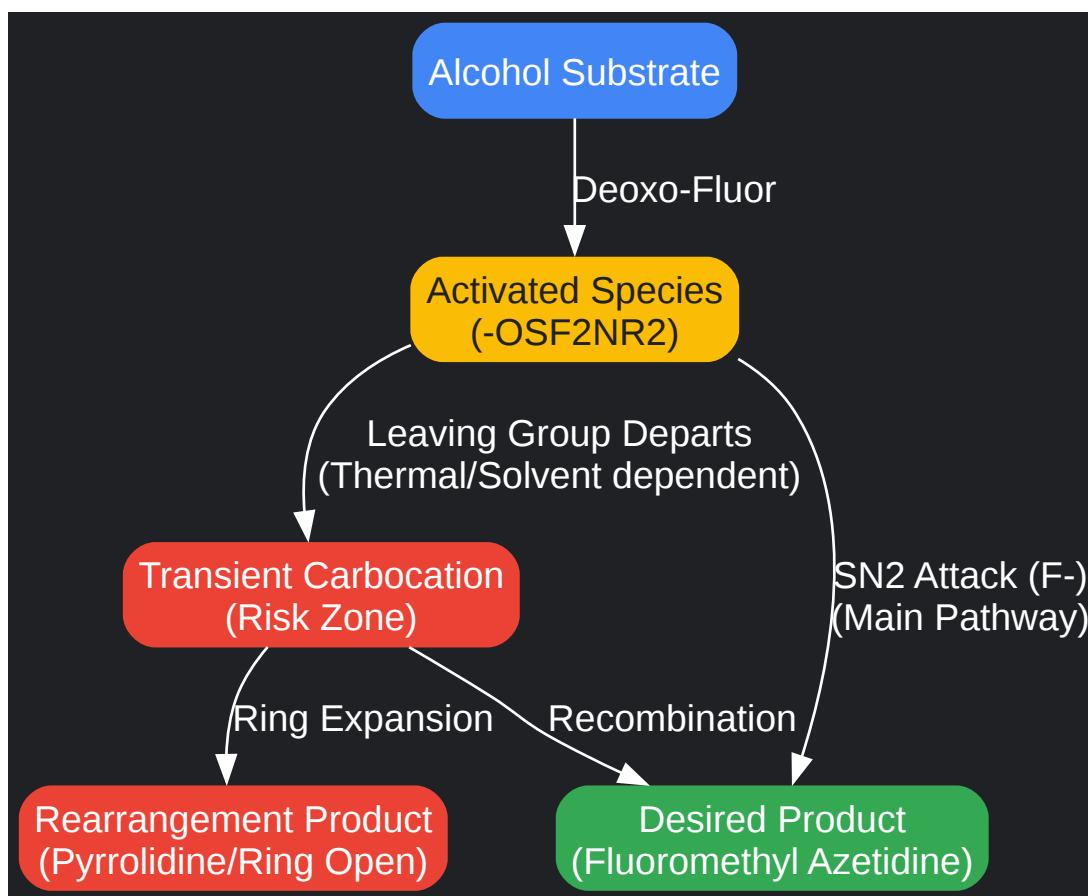 Alcohol Substrate
Deoxo-Fluor
Activated Species
(-OSF2NR2)
Leaving Group Departs
(Thermal/Solvent dependent)
Transient Carbocation
(Risk Zone)
SN2 Attack (F-)
(Main Pathway)
Ring Expansion
Recombination
Rearrangement Product
(Pyrrolidine/Ring Open)
Desired Product
(Fluoromethyl Azetidine)